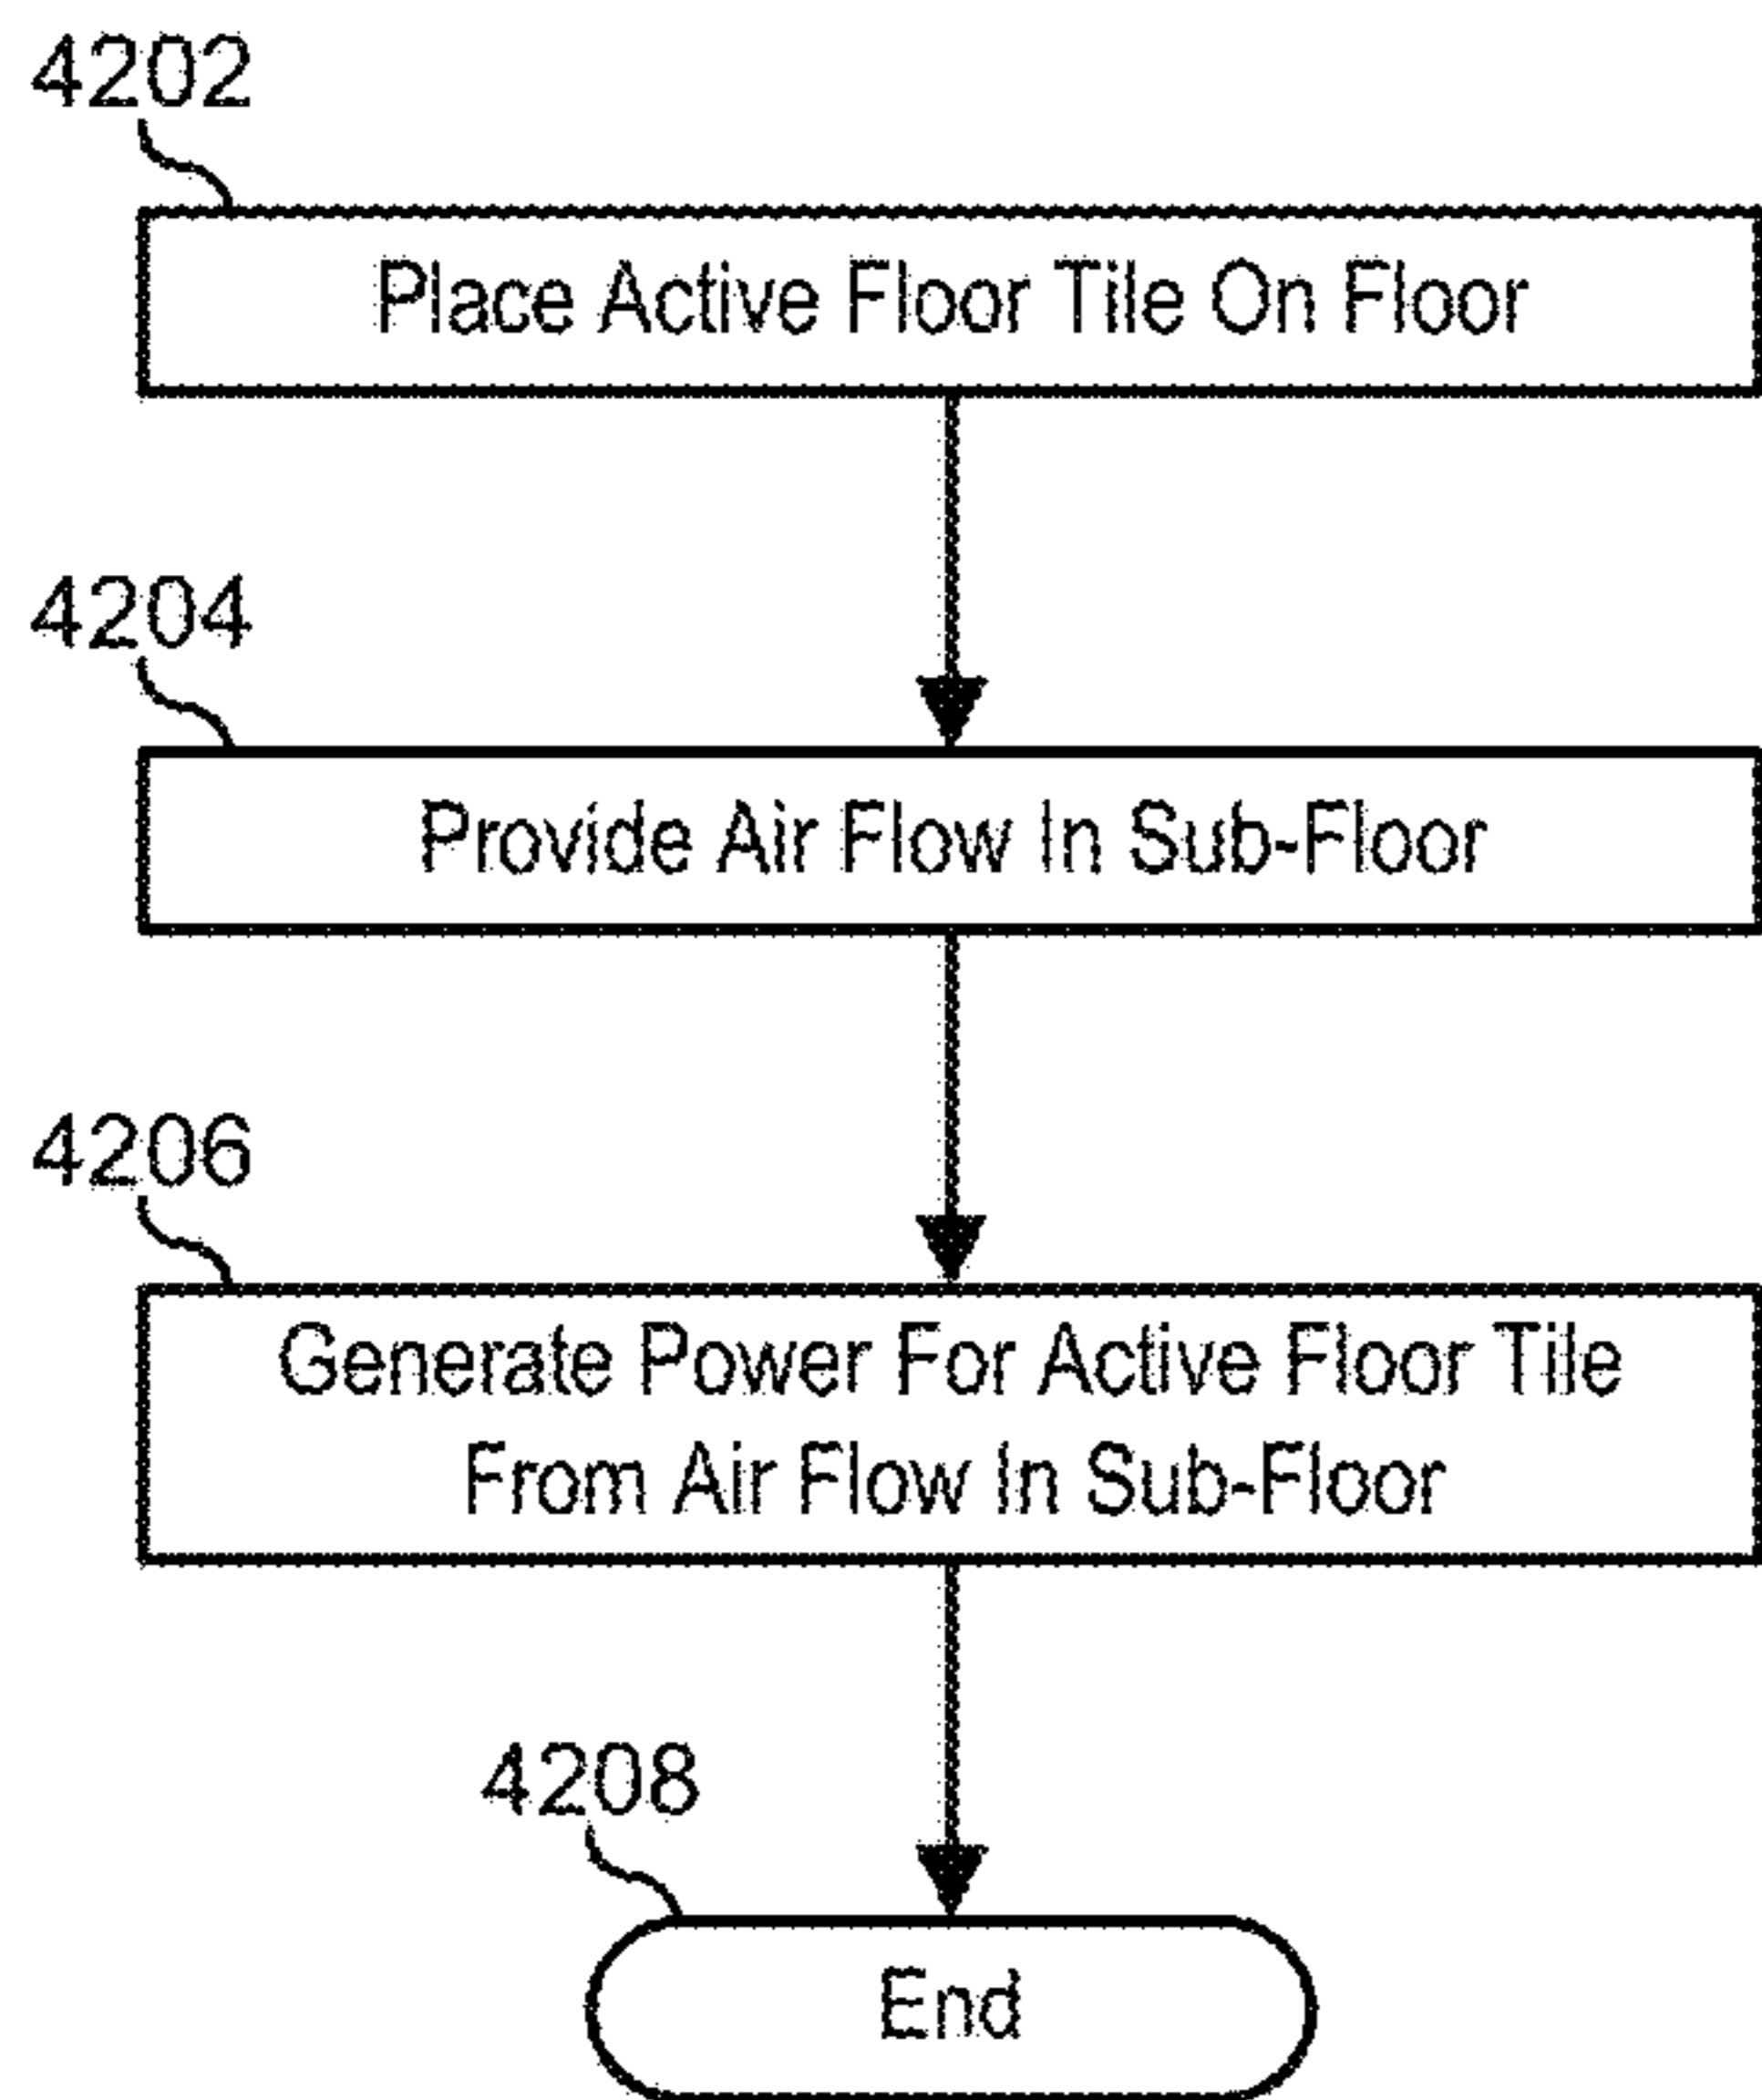 4202
Place Active Floor Tile On Floor
4204
Provide Air Flow In Sub-Floor
4206
Generate Power For Active Floor Tile
From Air Flow In Sub-Floor
4208
End